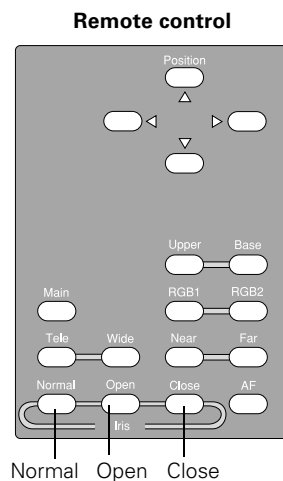 Remote control
Position
Upper Base
Main RGB1 RGB2
Tele Wide Near Far
Normal Open Close AF
Iris
Normal Open Close